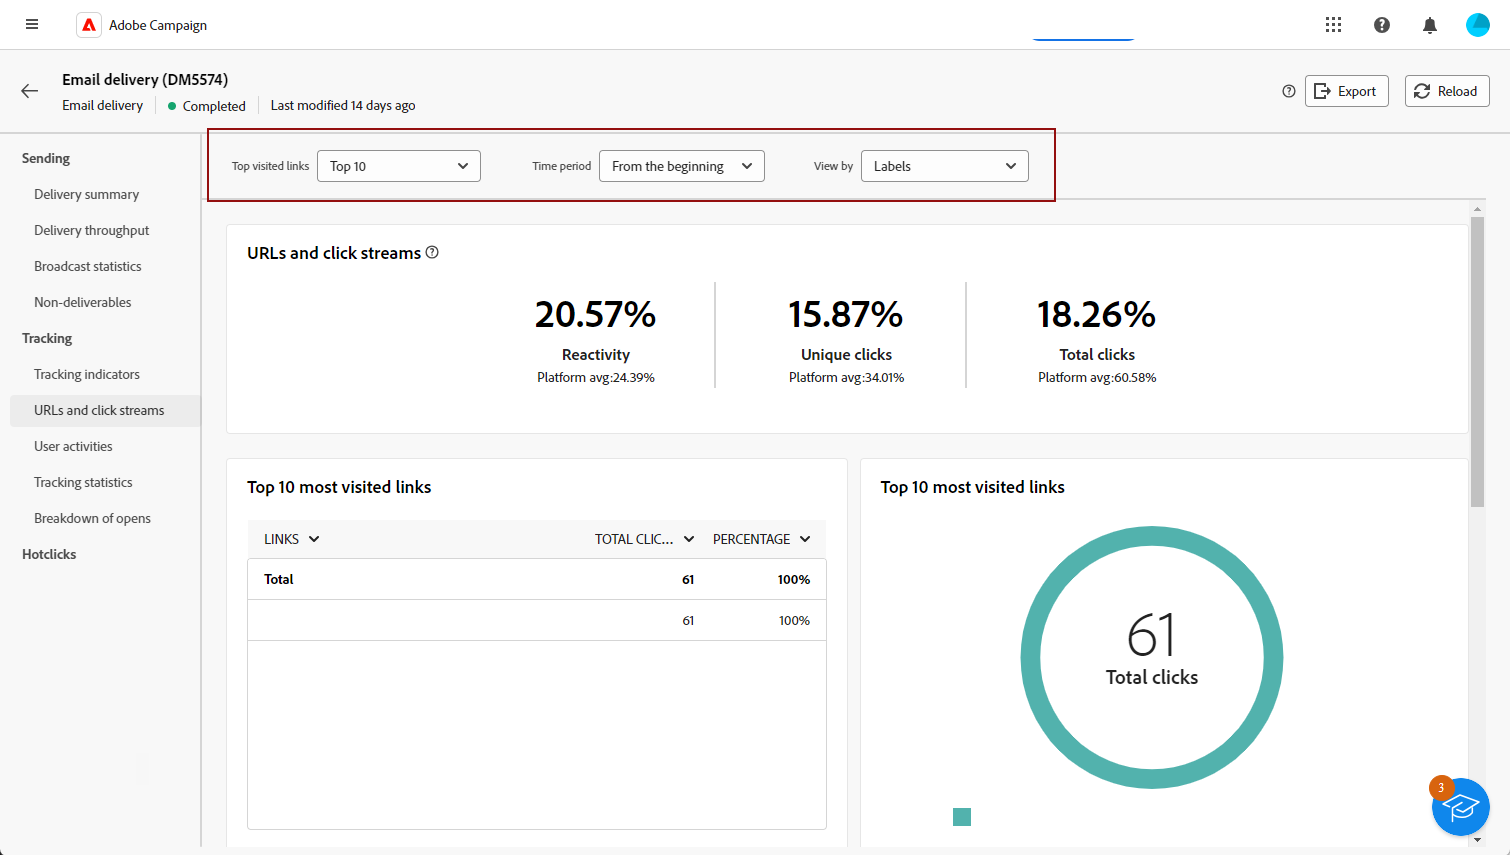 Adobe Campaign
Email delivery (DM5574)
Email delivery Completed Last modified 14 days ago
Export Reload
Top visited links Top 10 Time period From the beginning View by Labels
Sending
Delivery summary
Delivery throughput
Broadcast statistics
Non-deliverables
Tracking
Tracking indicators
URLs and click streams
User activities
Tracking statistics
Breakdown of opens
Hotclicks
URLs and click streams
20.57% 15.87% 18.26%
Reactivity Unique clicks Total clicks
Platform avg:24.39% Platform avg:34.01% Platform avg:60.58%
Top 10 most visited links
LINKS TOTAL CLIC... PERCENTAGE
Total 61 100%
61 100%
Top 10 most visited links
61
Total clicks
3